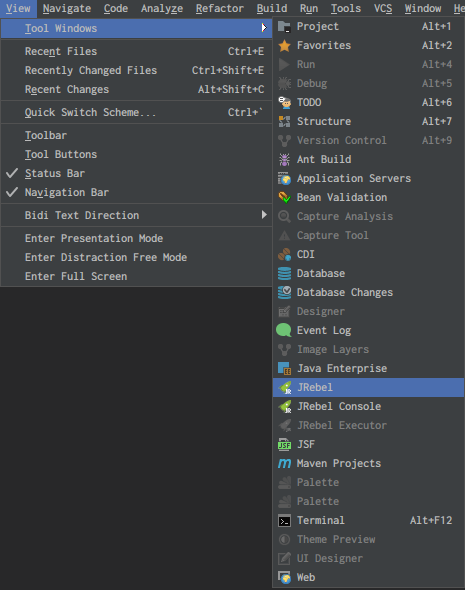 View Navigate Code Analyze Refactor Build Run Tools VCS Window He
Tool Windows
Recent Files Ctrl+E
Recently Changed Files Ctrl+Shift+E
Recent Changes Alt+Shift+C
Quick Switch Scheme... Ctrl+`
Toolbar
Tool Buttons
Status Bar
Navigation Bar
Bidi Text Direction
Enter Presentation Mode
Enter Distraction Free Mode
Enter Full Screen
Project Alt+1
Favorites Alt+2
Run Alt+4
Debug Alt+5
TODO Alt+6
Structure Alt+7
Version Control Alt+9
Ant Build
Application Servers
Bean Validation
Capture Analysis
Capture Tool
CDI
Database
Database Changes
Designer
Event Log
Image Layers
Java Enterprise
JRebel
JRebel Console
JRebel Executor
JSF
Maven Projects
Palette
Palette
Terminal Alt+F12
Theme Preview
UI Designer
Web